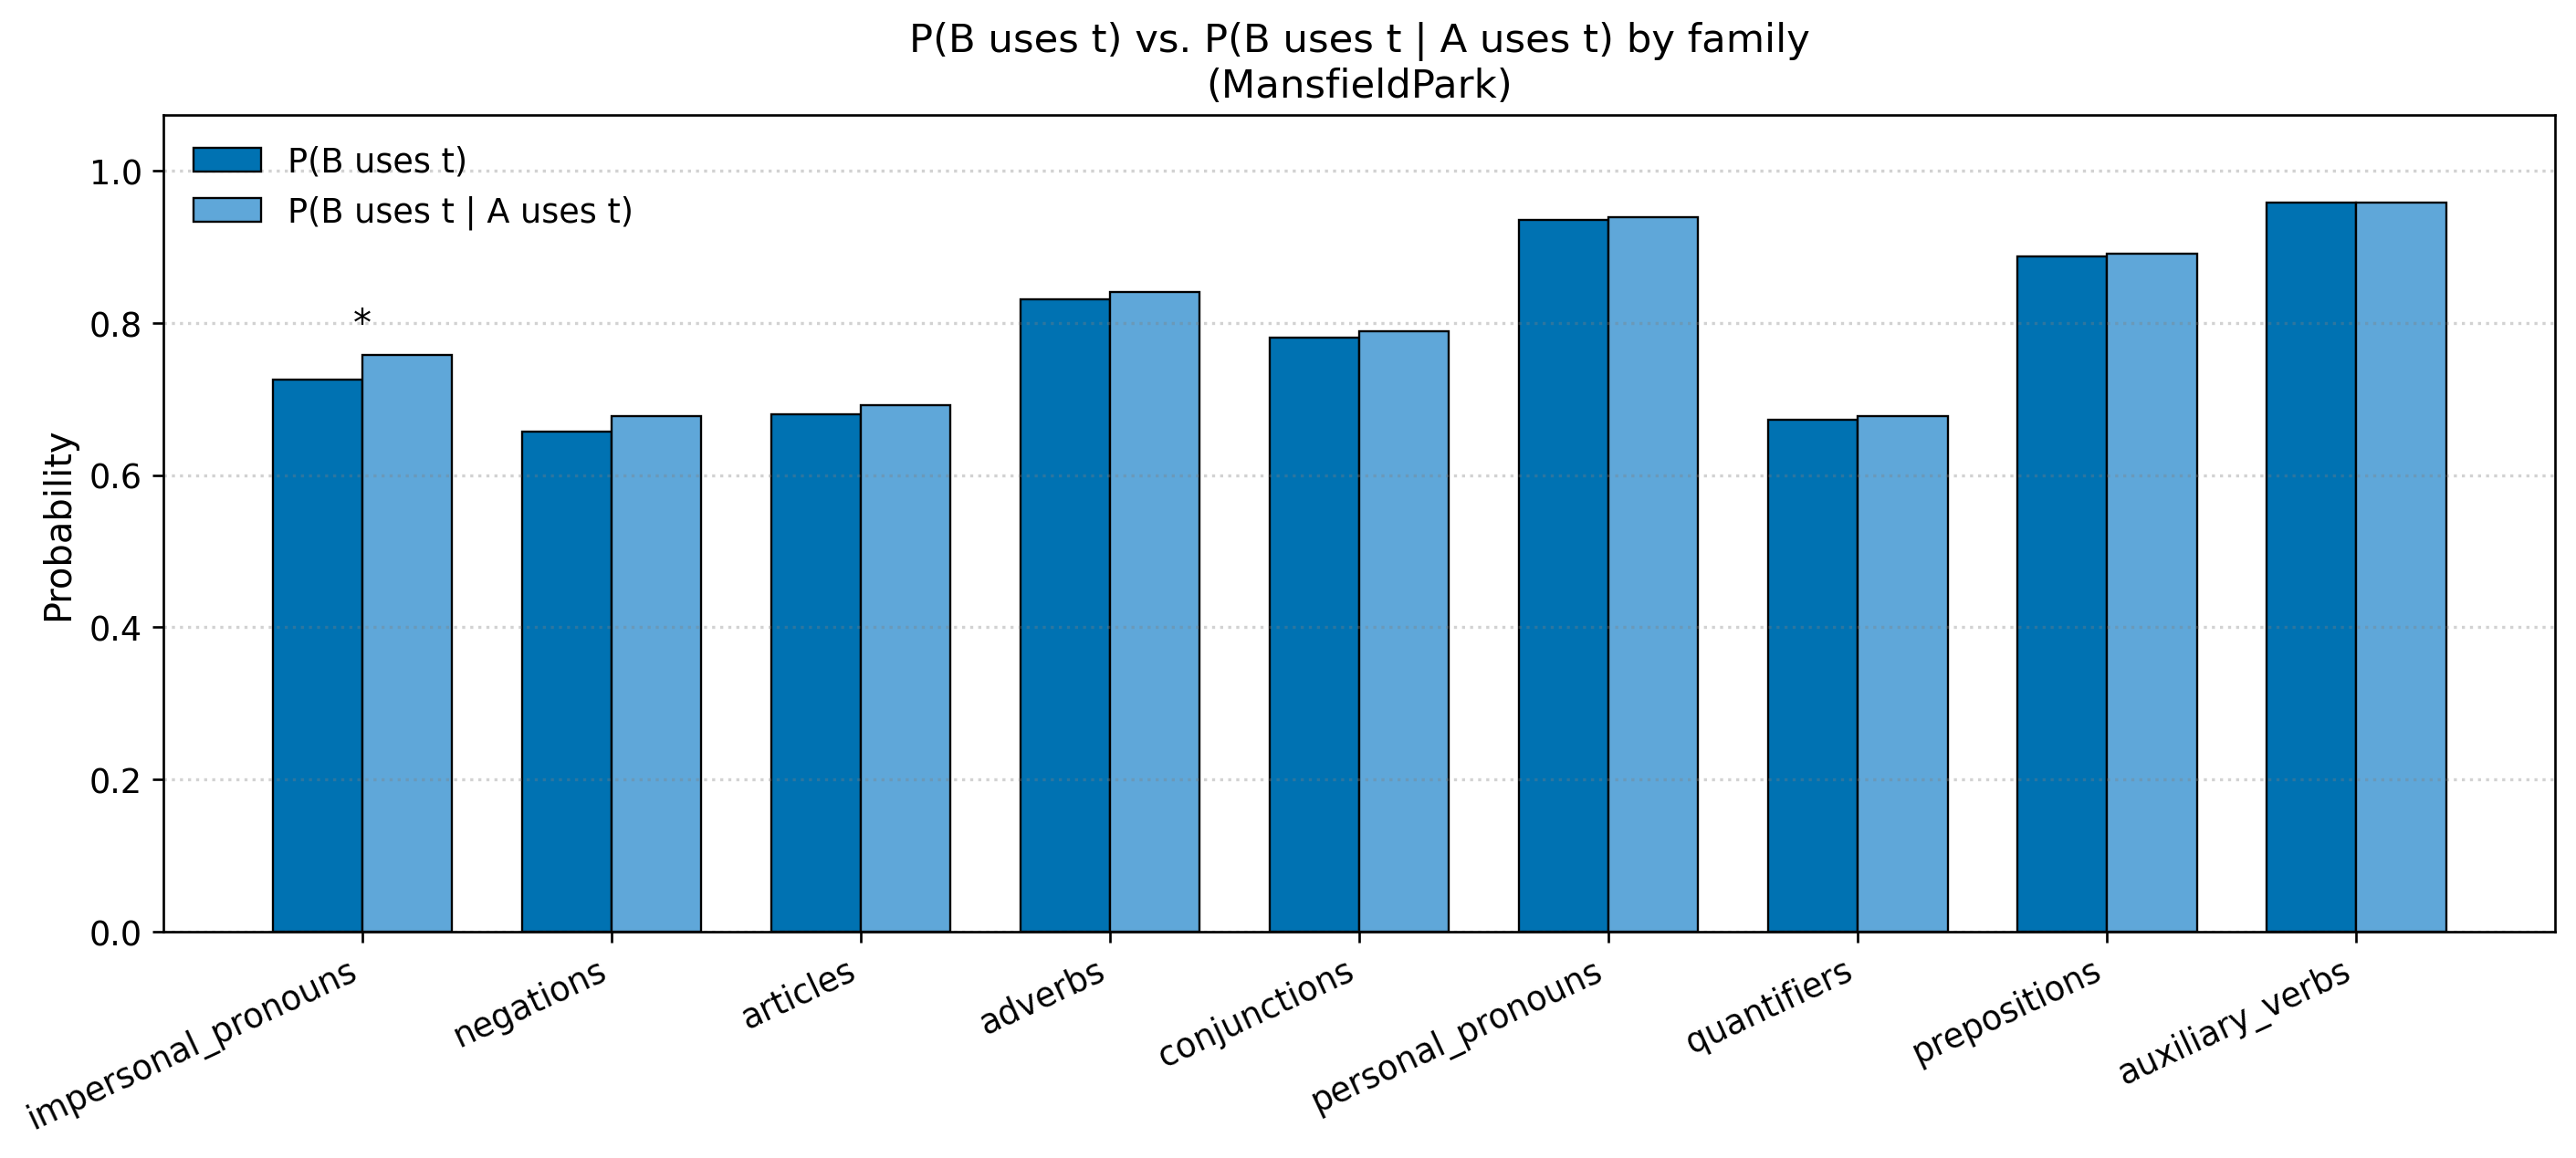 P(B uses t) vs. P(B uses t | A uses t) by family
(MansfieldPark)
P(B uses t)
P(B uses t | A uses t)
*
Probability
1.0
0.8
0.6
0.4
0.2
0.0
impersonal_pronouns
negations
articles
adverbs
conjunctions
personal_pronouns
quantifiers
prepositions
auxiliary_verbs